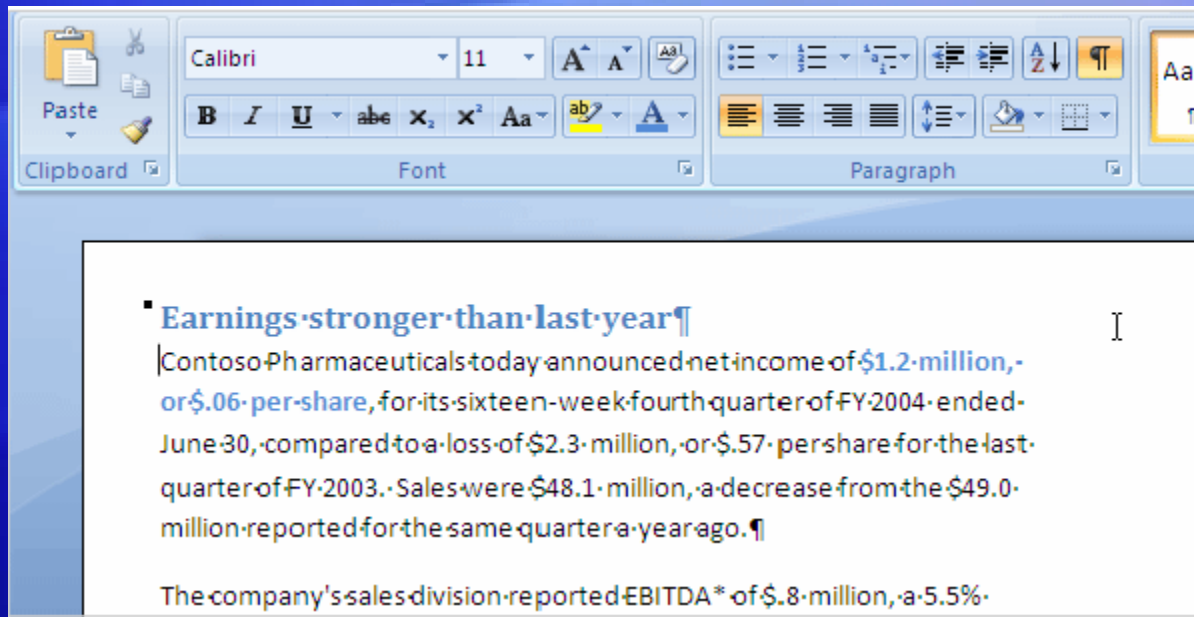 Calibri 11
Paste
Clipboard Font Paragraph
Earnings stronger than last year¶
Contoso Pharmaceuticals today announced net income of $1.2 million,
or $.06 per share, for its sixteen-week fourth quarter of FY 2004 ended
June 30, compared to a loss of $2.3 million, or $.57 per share for the last
quarter of FY 2003. Sales were $48.1 million, a decrease from the $49.0
million reported for the same quarter a year ago.¶
The company's sales division reported EBITDA* of $.8 million, a 5.5%